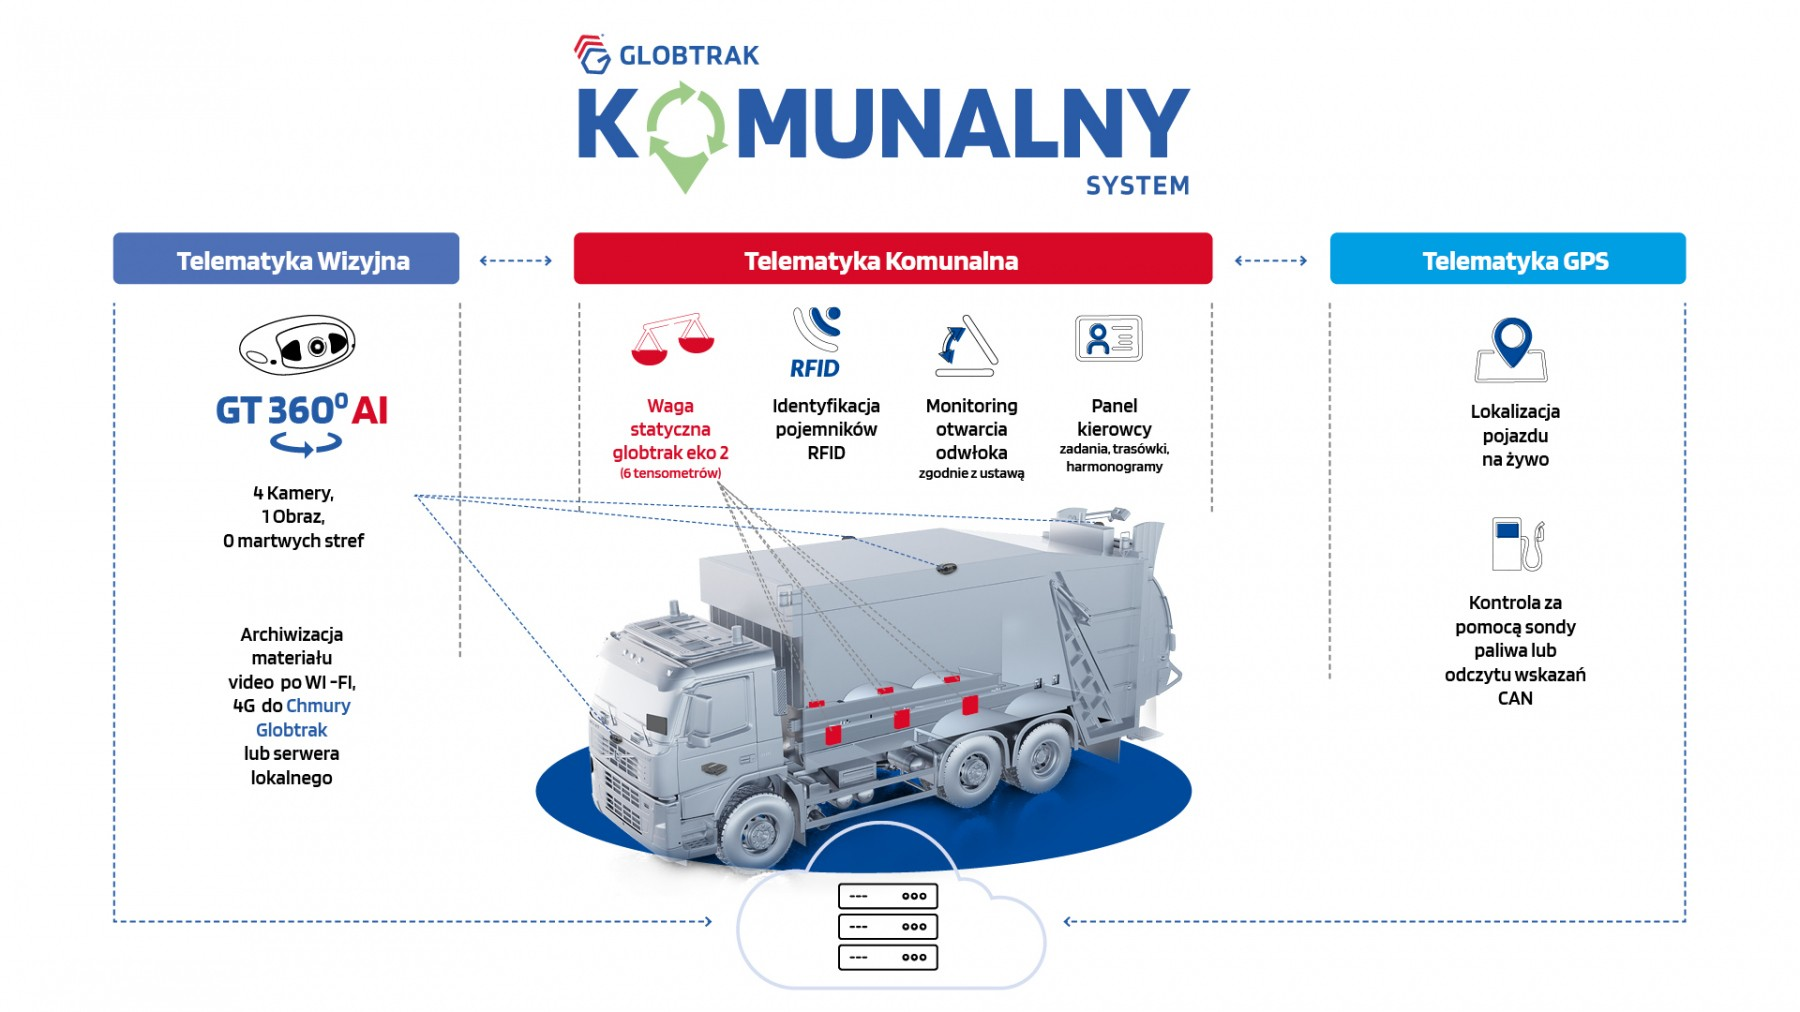 GLOBTRAK
KOMUNALNY
SYSTEM
Telematyka Wizyjna
Telematyka Komunalna
Telematyka GPS
GT 360° AI
4 Kamery,
1 Obraz,
0 martwych stref
Archiwizacja
materiału
video po WI -FI,
4G do Chmury
Globtrak
lub serwera
lokalnego
Waga
statyczna
globtrak eko 2
(6 tensometrów)
RFID
Identyfikacja
pojemników
RFID
Monitoring
otwarcia
odwłoka
zgodnie z ustawą
Panel
kierowcy
zadania, trasówki,
harmonogramy
Lokalizacja
pojazdu
na żywo
Kontrola za
pomocą sondy
paliwa lub
odczytu wskazań
CAN